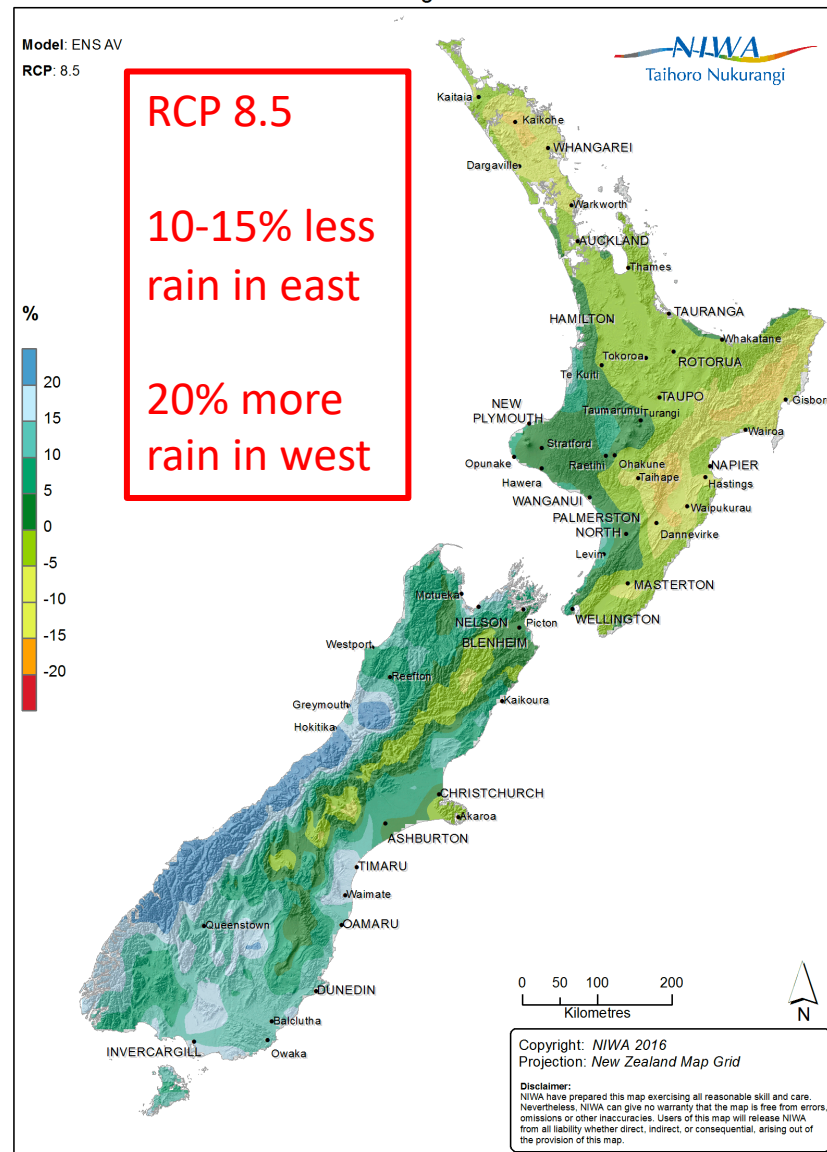 Model: ENS AV
RCP: 8.5
NIWA
Taihoro Nukurangi
RCP 8.5
10-15% less
rain in east
20% more
rain in west
%
20
15
10
5
0
-5
-10
-15
-20
Kaitaia
Kaikohe
WHANGAREI
Dargaville
Warkworth
AUCKLAND
Thames
TAURANGA
HAMILTON
Whakatane
Tokoroa
ROTORUA
Te Kuiti
TAUPO
Gisbor
NEW
PLYMOUTH
Taumarunui
Turangi
Wairoa
Stratford
Opunake
Raetihi
Ohakune
NAPIER
Hawera
Taihape
Hastings
WANGANUI
Waipukurau
PALMERSTON
NORTH
Dannevirke
Levin
MASTERTON
WELLINGTON
Motueka
NELSON
Picton
BLENHEIM
Westport
Reefton
Kaikoura
Greymouth
Hokitika
CHRISTCHURCH
Akaroa
ASHBURTON
TIMARU
Waimate
Queenstown
OAMARU
DUNEDIN
Balclutha
INVERCARGILL
Owaka
0 50 100 200
Kilometres
N
Copyright: NIWA 2016
Projection: New Zealand Map Grid
Disclaimer:
NIWA have prepared this map exercising all reasonable skill and care.
Nevertheless, NIWA can give no warranty that the map is free from errors,
omissions or other inaccuracies. Users of this map will release NIWA
from all liability whether direct, indirect, or consequential, arising out of
the provision of this map.